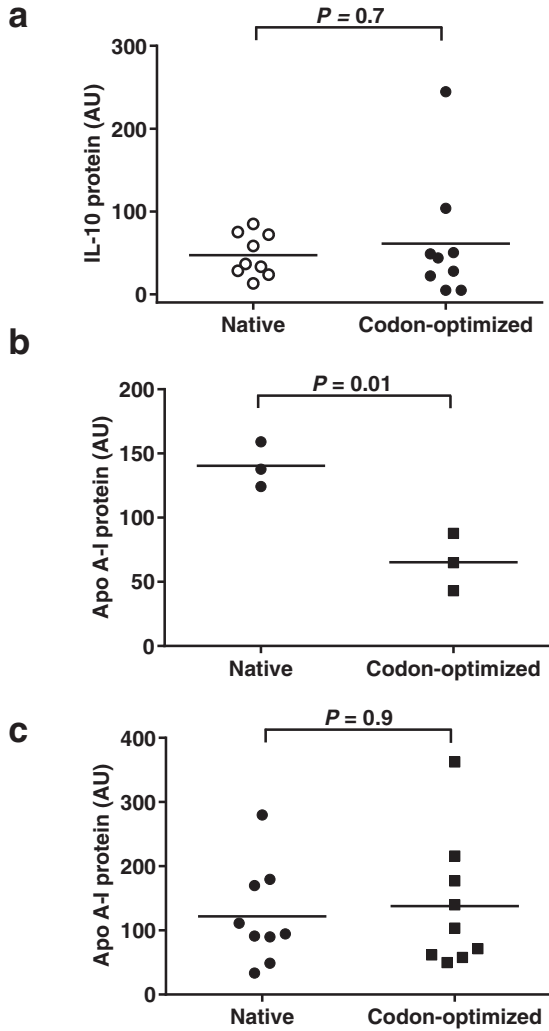 a
P = 0.7
IL-10 protein (AU)
300
200
100
0
Native Codon-optimized
b
P = 0.01
Apo A-I protein (AU)
200
150
100
50
0
Native Codon-optimized
c
P = 0.9
Apo A-I protein (AU)
400
300
200
100
0
Native Codon-optimized